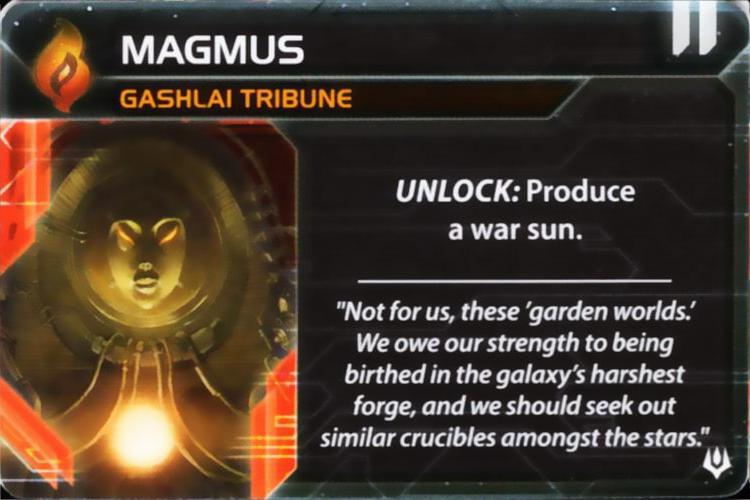 MAGMUS
GASHLAI TRIBUNE
UNLOCK: Produce
a war sun.
"Not for us, these 'garden worlds.'
We owe our strength to being
birthed in the galaxy's harshest
forge, and we should seek out
similar crucibles amongst the stars."